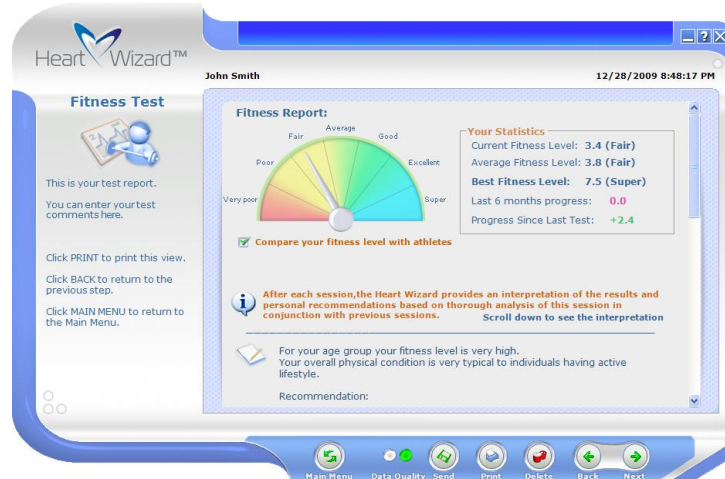 Heart Wizard™
John Smith
12/28/2009 8:48:17 PM
Fitness Test
This is your test report.
You can enter your test
comments here.
Click PRINT to print this view.
Click BACK to return to the
previous step.
Click MAIN MENU to return to
the Main Menu.
Fitness Report:
Very poor
Poor
Fair
Average
Good
Excellent
Super
Compare your fitness level with athletes
Your Statistics
Current Fitness Level: 3.4 (Fair)
Average Fitness Level: 3.8 (Fair)
Best Fitness Level: 7.5 (Super)
Last 6 months progress: 0.0
Progress Since Last Test: +2.4
After each session,the Heart Wizard provides an interpretation of the results and
personal recommendations based on thorough analysis of this session in
conjunction with previous sessions. Scroll down to see the interpretation
For your age group your fitness level is very high.
Your overall physical condition is very typical to individuals having active
lifestyle.
Recommendation:
Main Menu Data Quality Send Print Delete Back Next